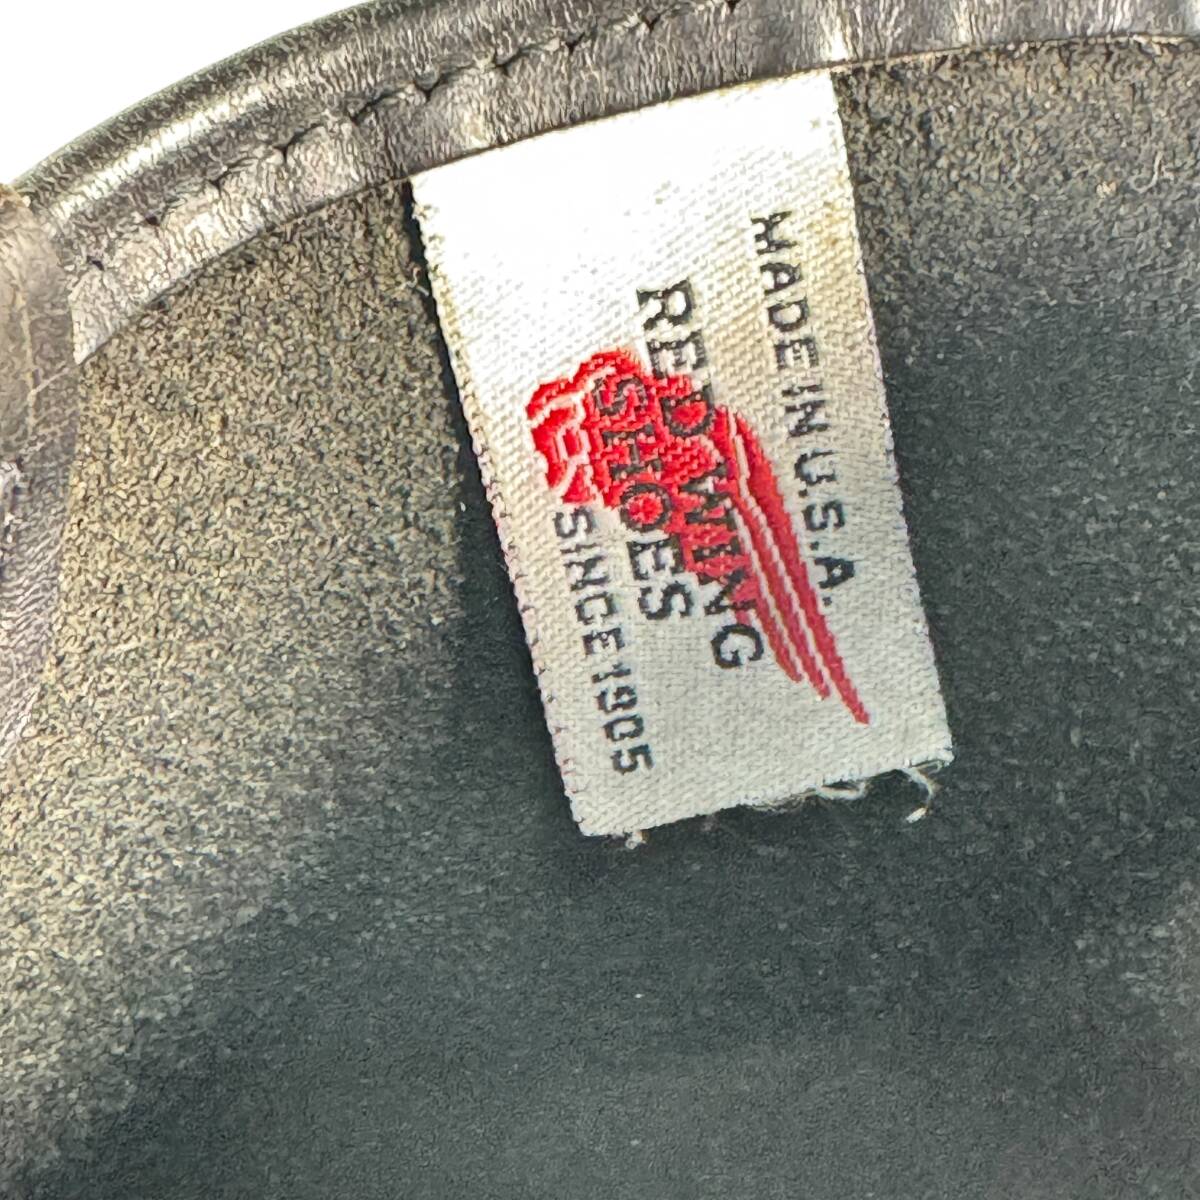 MADE IN U.S.A.
RED WING
SHOES
SINCE 1905